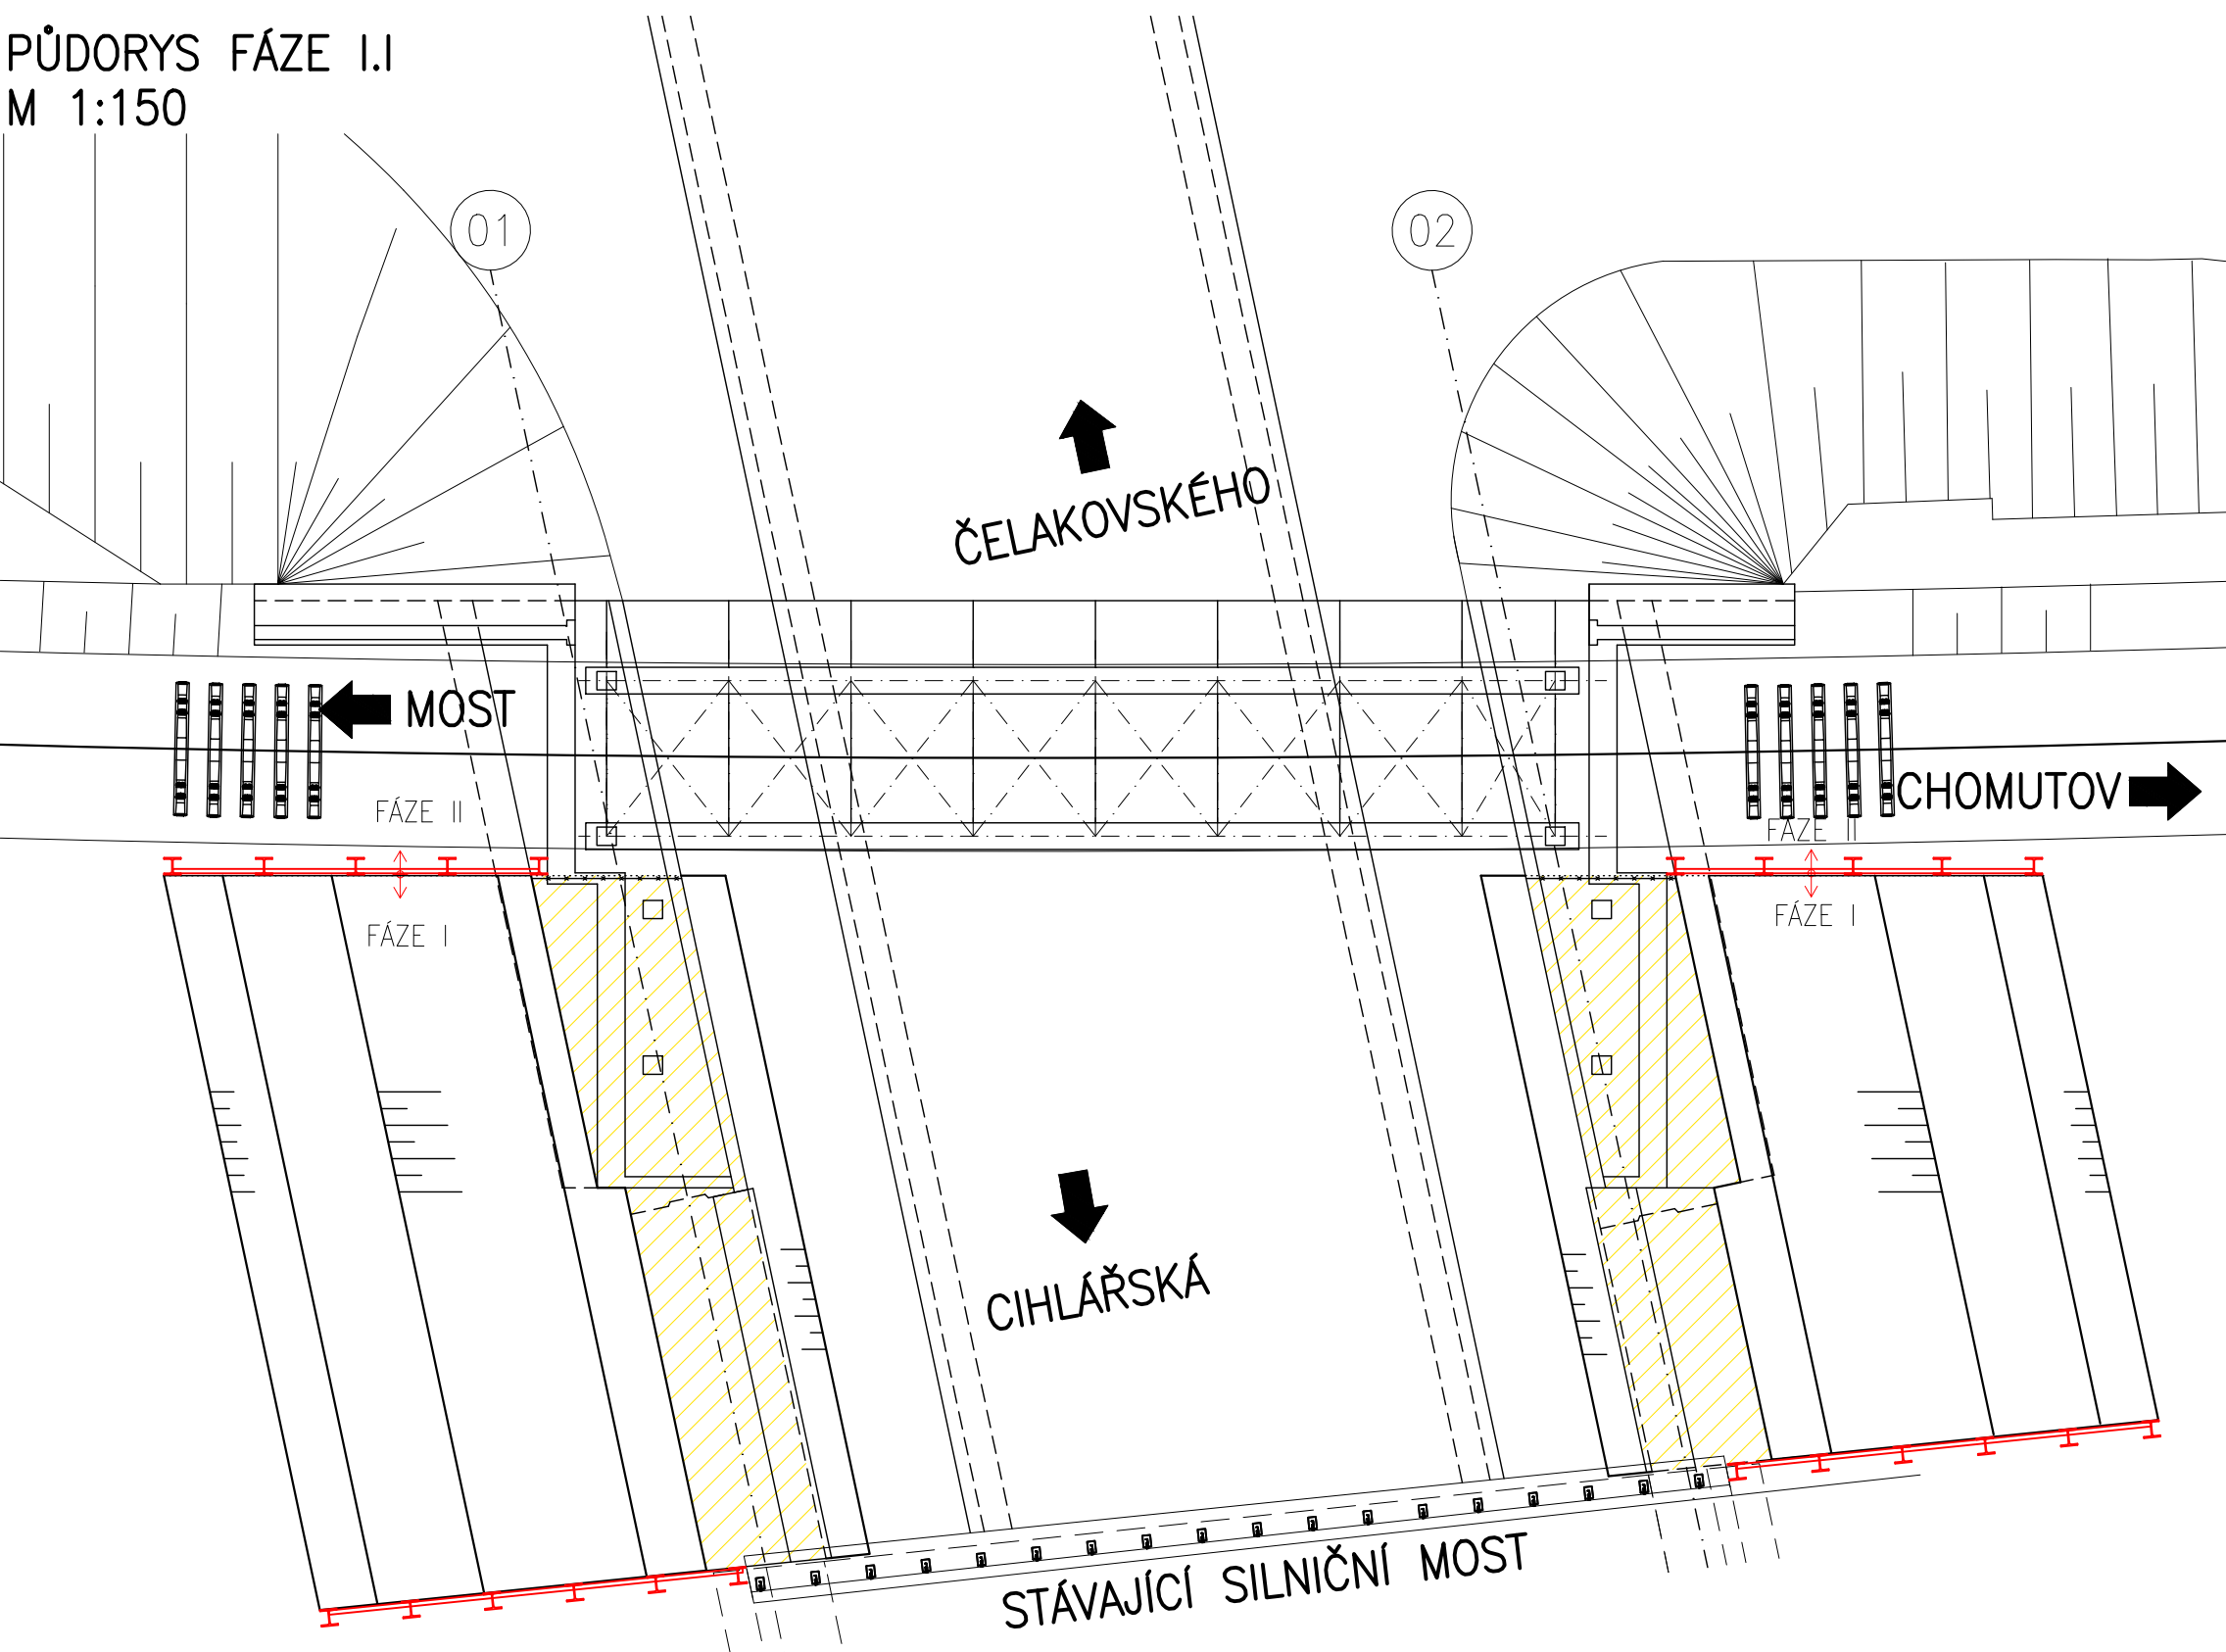 PŮDORYS FÁZE I.I
M 1:150
01
02
ČELAKOVSKÉHO
MOST
CHOMUTOV
FÁZE II
FÁZE II
FÁZE I
FÁZE I
CIHLÁŘSKÁ
STÁVAJÍCÍ SILNIČNÍ MOST